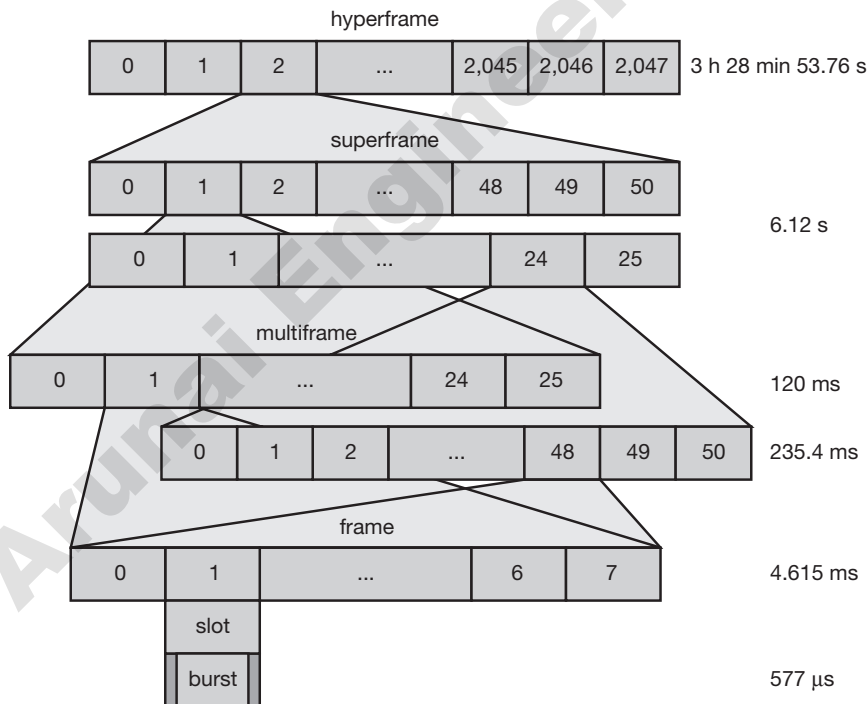 hyperframe
0 1 2 ... 2,045 2,046 2,047 3 h 28 min 53.76 s
superframe
0 1 2 ... 48 49 50
6.12 s
0 1 ... 24 25
multiframe
0 1 ... 24 25 120 ms
0 1 2 ... 48 49 50 235.4 ms
frame
0 1 ... 6 7 4.615 ms
slot
burst 577 µs
Arunai Engineer